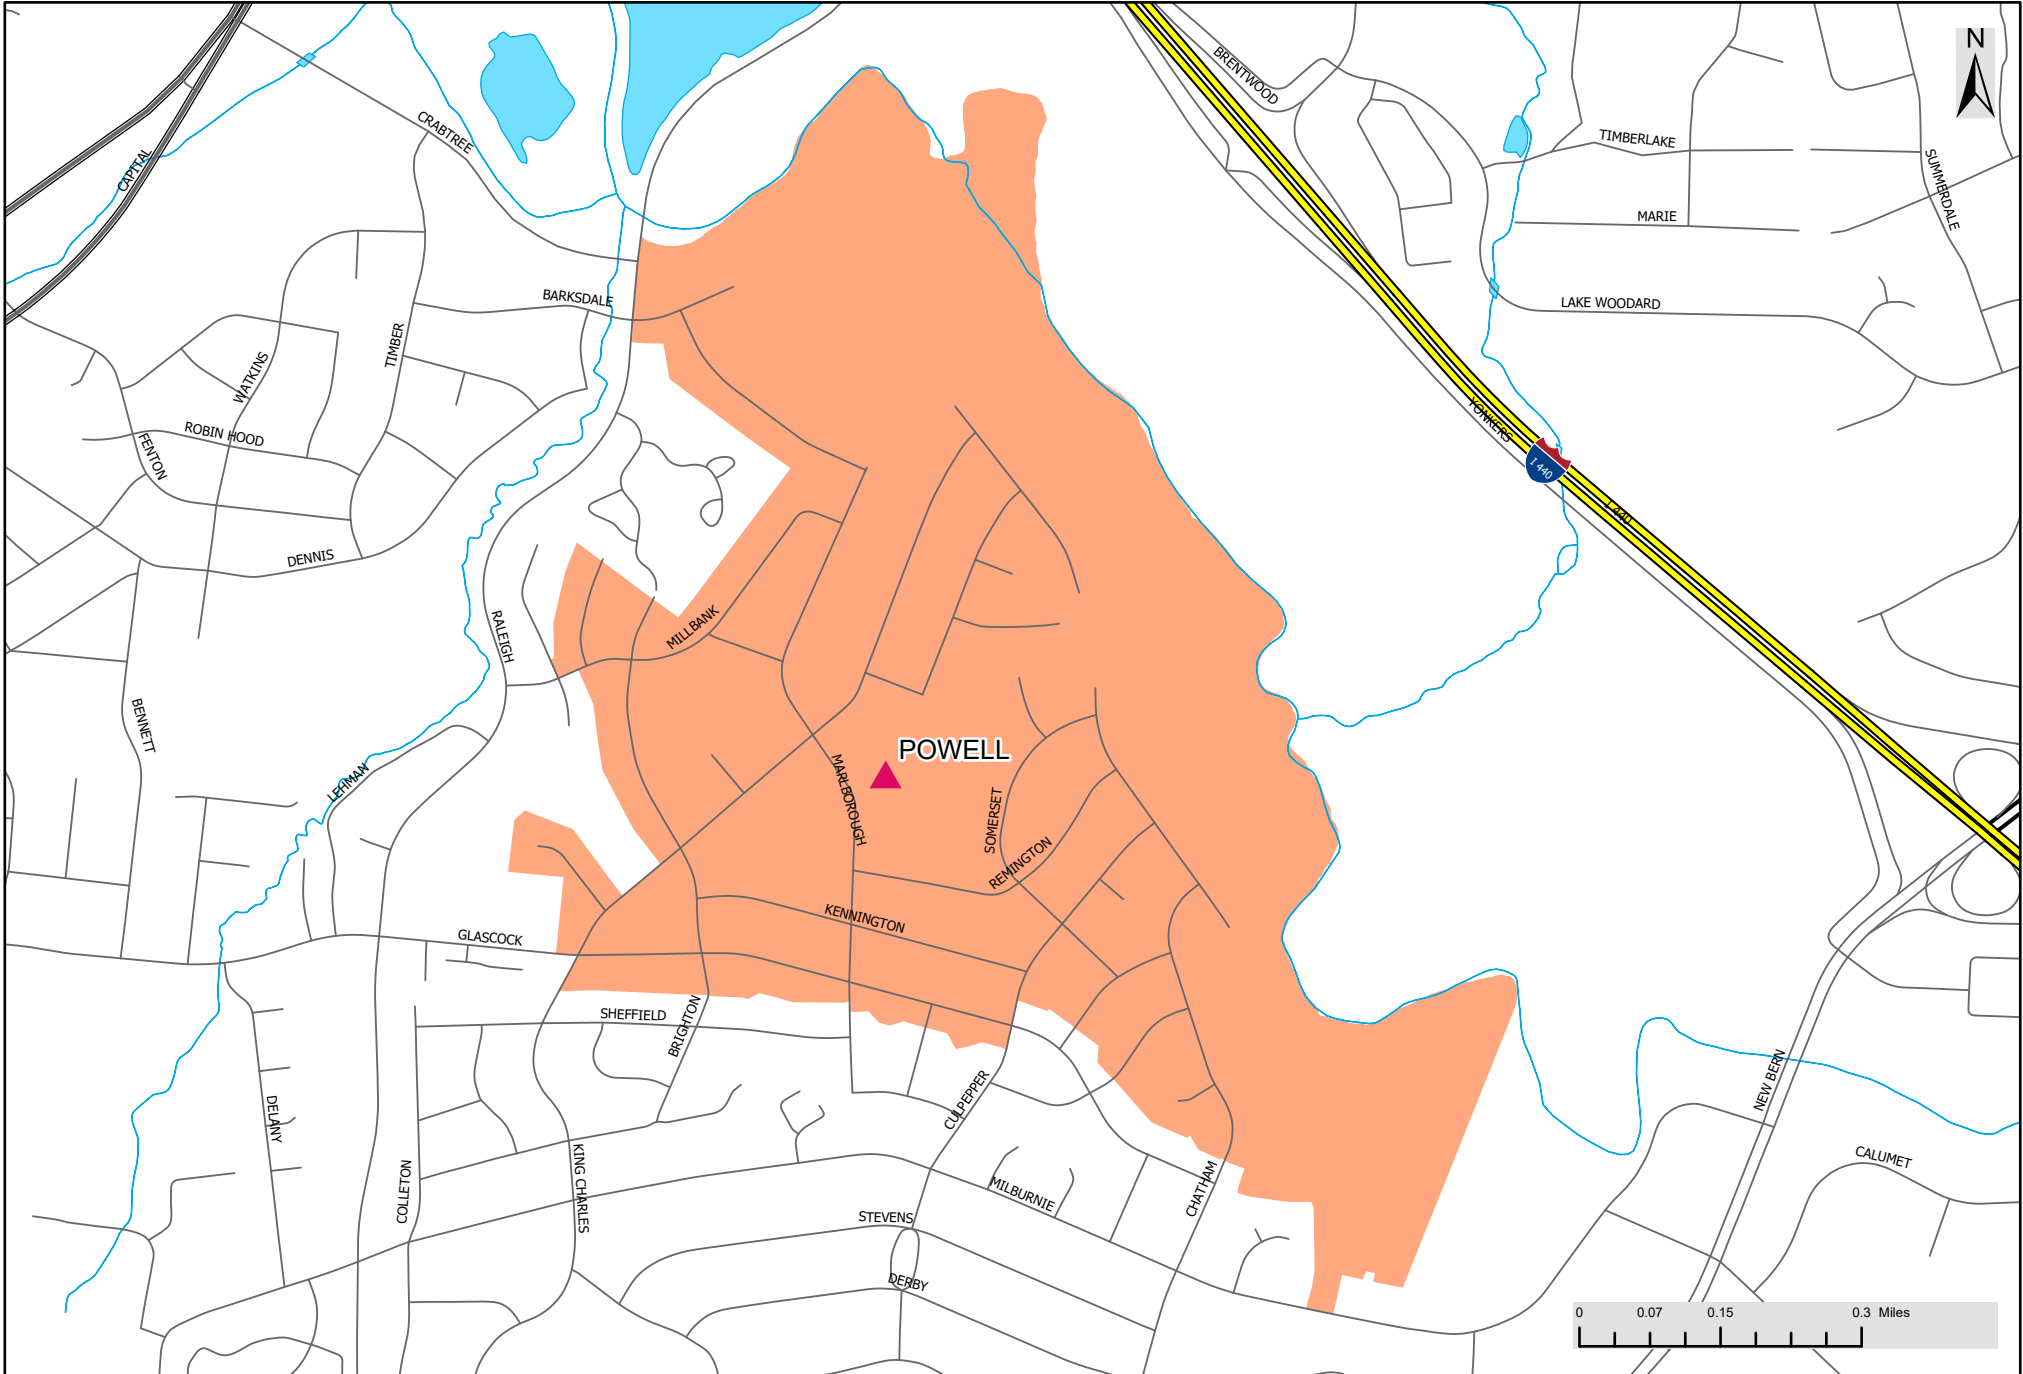 N
BRENTWOOD
CRABTREE
TIMBERLAKE
CAPITAL
SUMMERDALE
MARIE
BARKSDALE
LAKE WOODARD
TIMBER
WATKINS
YONKERS
ROBIN HOOD
FENTON
I 440
I 440
DENNIS
MILLBANK
RALEIGH
BENNETT
POWELL
LEHMAN
MARLBOROUGH
SOMERSET
REMINGTON
KENNINGTON
GLASCOCK
SHEFFIELD
BRIGHTON
NEW BERN
CULPEPPER
DELANY
CALUMET
COLLETON
KING CHARLES
CHATHAM
MILBURNIE
STEVENS
DERBY
0 0.07 0.15 0.3 Miles